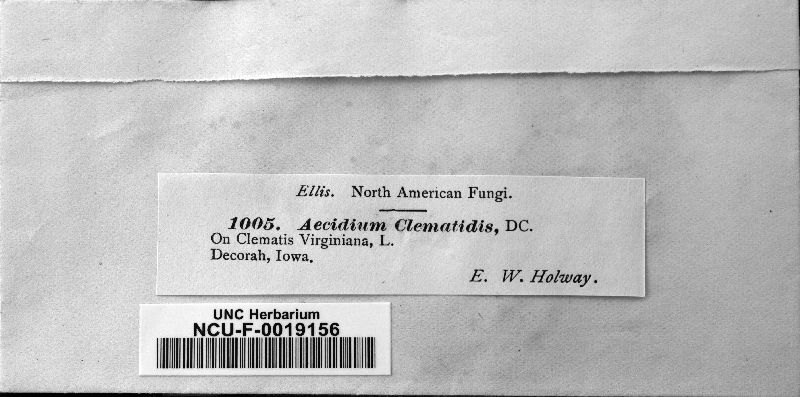 Ellis. North American Fungi.
1005. Aecidium Clematidis, DC.
On Clematis Virginiana, L.
Decorah, Iowa.
E. W. Holway.
UNC Herbarium
NCU-F-0019156